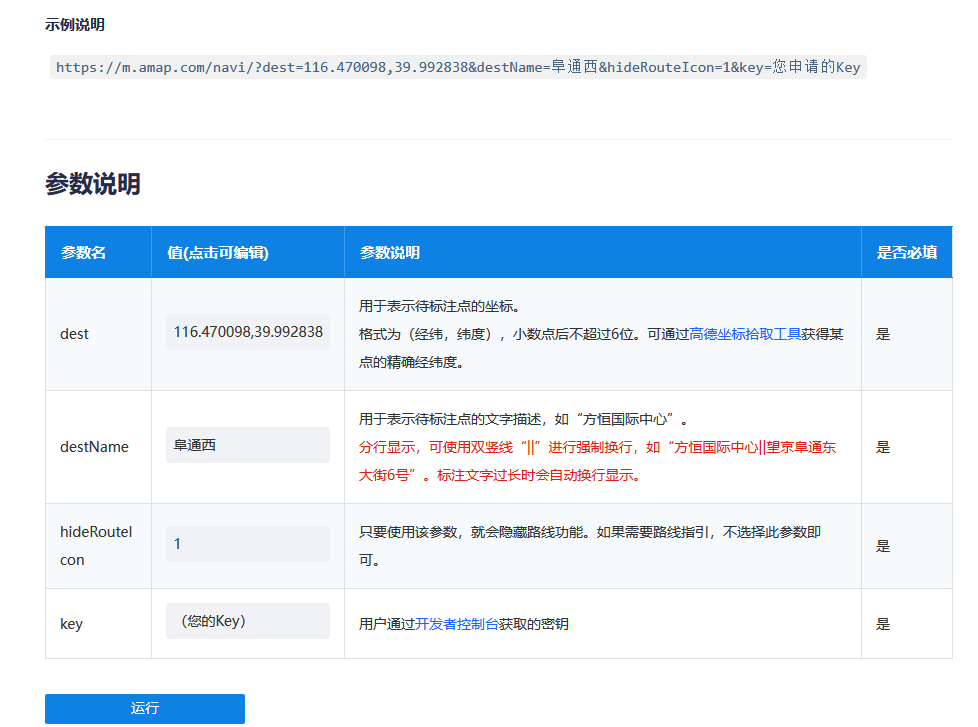 示例说明
https://m.amap.com/navi/?dest=116.470098,39.992838&destName=阜通西&hideRouteIcon=1&key=您申请的Key
参数说明
参数名 值(点击可编辑) 参数说明 是否必填
用于表示待标注点的坐标。
dest 116.470098,39.992838 格式为（经纬，纬度），小数点后不超过6位。可通过高德坐标拾取工具获得某 是
点的精确经纬度。
用于表示待标注点的文字描述，如“方恒国际中心”。
destName 阜通西 分行显示，可使用双竖线“||”进行强制换行，如“方恒国际中心||望京阜通东 是
大街6号”。标注文字过长时会自动换行显示。
hideRouteI 1 只要使用该参数，就会隐藏路线功能。如果需要路线指引，不选择此参数即 是
con 可。
key （您的Key） 用户通过开发者控制台获取的密钥 是
运行